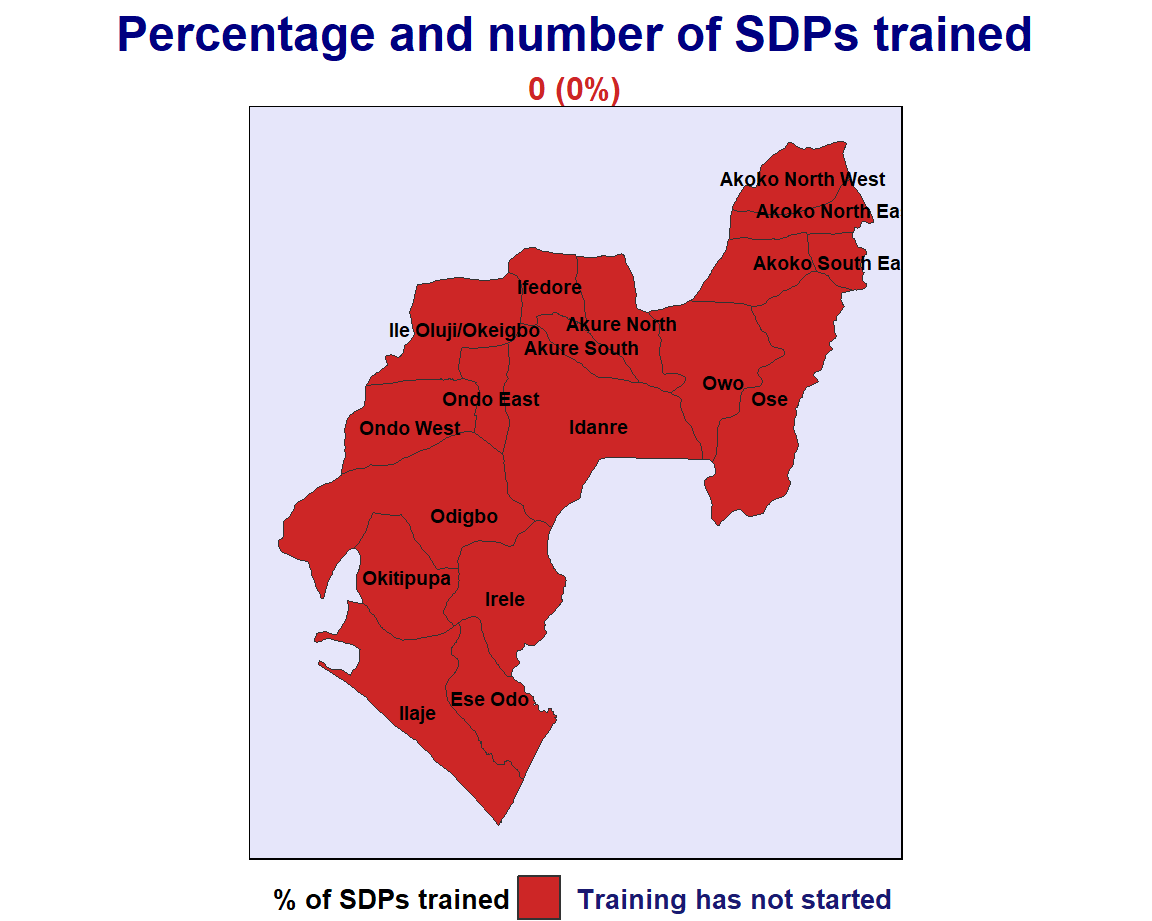 Percentage and number of SDPs trained
0 (0%)
Akoko North West
Akoko North Ea
Akoko South Ea
Ifedore
Akure North
Ile Oluji/Okeigbo
Akure South
Owo
Ondo East
Ose
Ondo West
Idanre
Odigbo
Okitipupa
Irele
Ese Odo
Ilaje
% of SDPs trained Training has not started